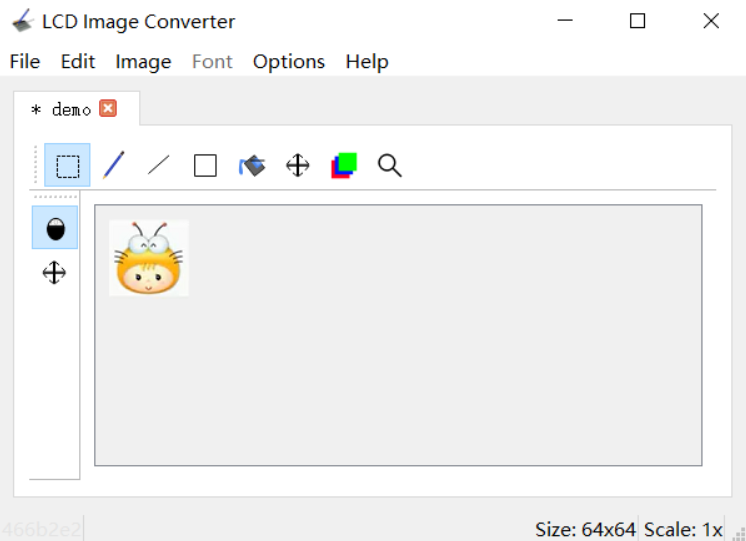 LCD Image Converter
File Edit Image Font Options Help
* demo
466b2e2 Size: 64x64 Scale: 1x